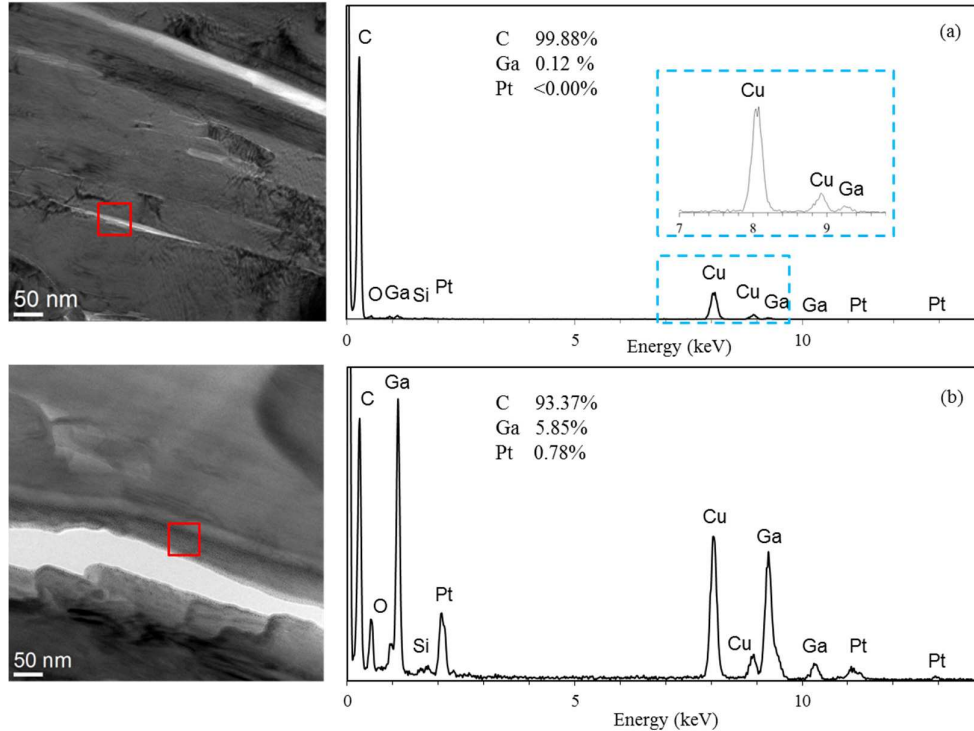 50 nm
(a)
C
C 99.88%
Ga 0.12 %
Pt <0.00%
Cu
Cu
Ga
7 8 9
O Ga Si Pt
Cu
Cu Ga Ga Pt Pt
0 5 10
Energy (keV)
50 nm
(b)
C
Ga
C 93.37%
Ga 5.85%
Pt 0.78%
O
Si
Pt
Cu
Cu
Ga
Ga
Pt
Pt
0 5 10
Energy (keV)